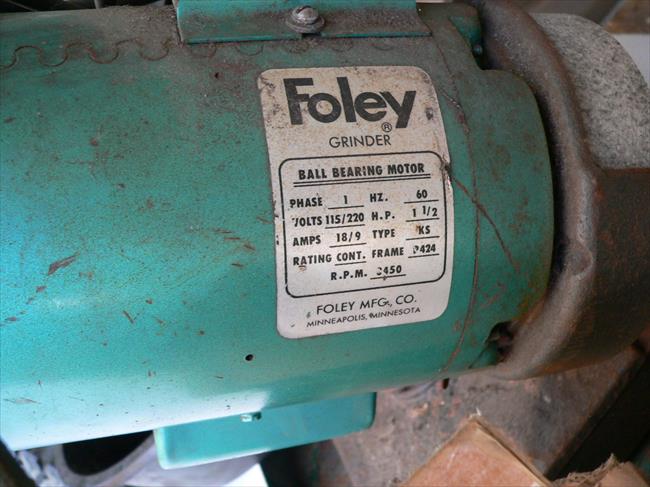 Foley®
GRINDER
BALL BEARING MOTOR
PHASE 1 HZ. 60
VOLTS 115/220 H.P. 1 1/2
AMPS 18/9 TYPE KS
RATING CONT. FRAME
R.P.M. 3450
FOLEY MFG. CO.
MINNEAPOLIS, MINNESOTA